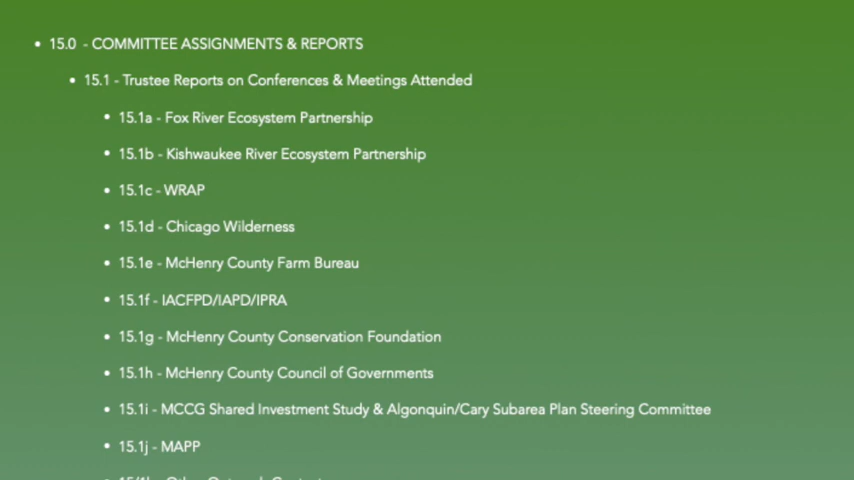 • 15.0 - COMMITTEE ASSIGNMENTS & REPORTS
• 15.1 - Trustee Reports on Conferences & Meetings Attended
• 15.1a - Fox River Ecosystem Partnership
• 15.1b - Kishwaukee River Ecosystem Partnership
• 15.1c - WRAP
• 15.1d - Chicago Wilderness
• 15.1e - McHenry County Farm Bureau
• 15.1f - IACFPD/IAPD/IPRA
• 15.1g - McHenry County Conservation Foundation
• 15.1h - McHenry County Council of Governments
• 15.1i - MCCG Shared Investment Study & Algonquin/Cary Subarea Plan Steering Committee
• 15.1j - MAPP